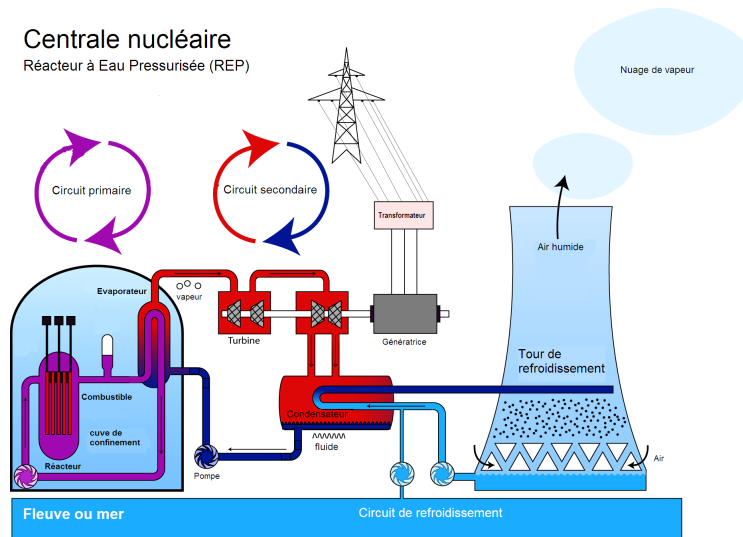 Centrale nucléaire
Réacteur à Eau Pressurisée (REP)
Nuage de vapeur
Circuit primaire
Circuit secondaire
Transformateur
Air humide
Evaporateur
vapeur
Turbine
Génératrice
Tour de
refroidissement
Combustible
Condensateur
cuve de
confinement
fluide
Réacteur
Pompe
Air
Fleuve ou mer
Circuit de refroidissement